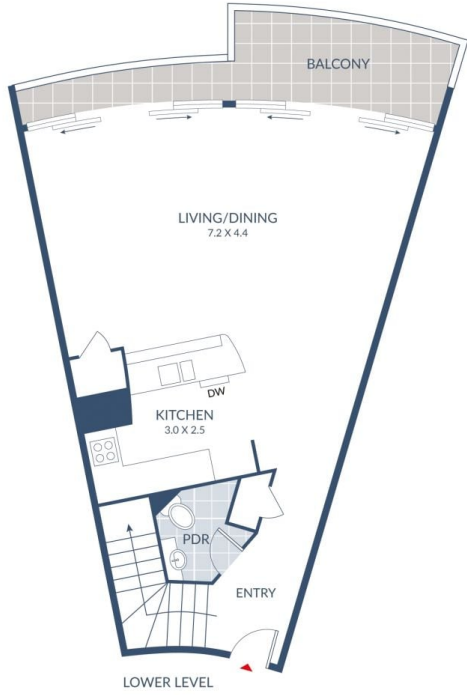 BALCONY
LIVING/DINING
7.2 X 4.4
DW
KITCHEN
3.0 X 2.5
PDR
ENTRY
LOWER LEVEL